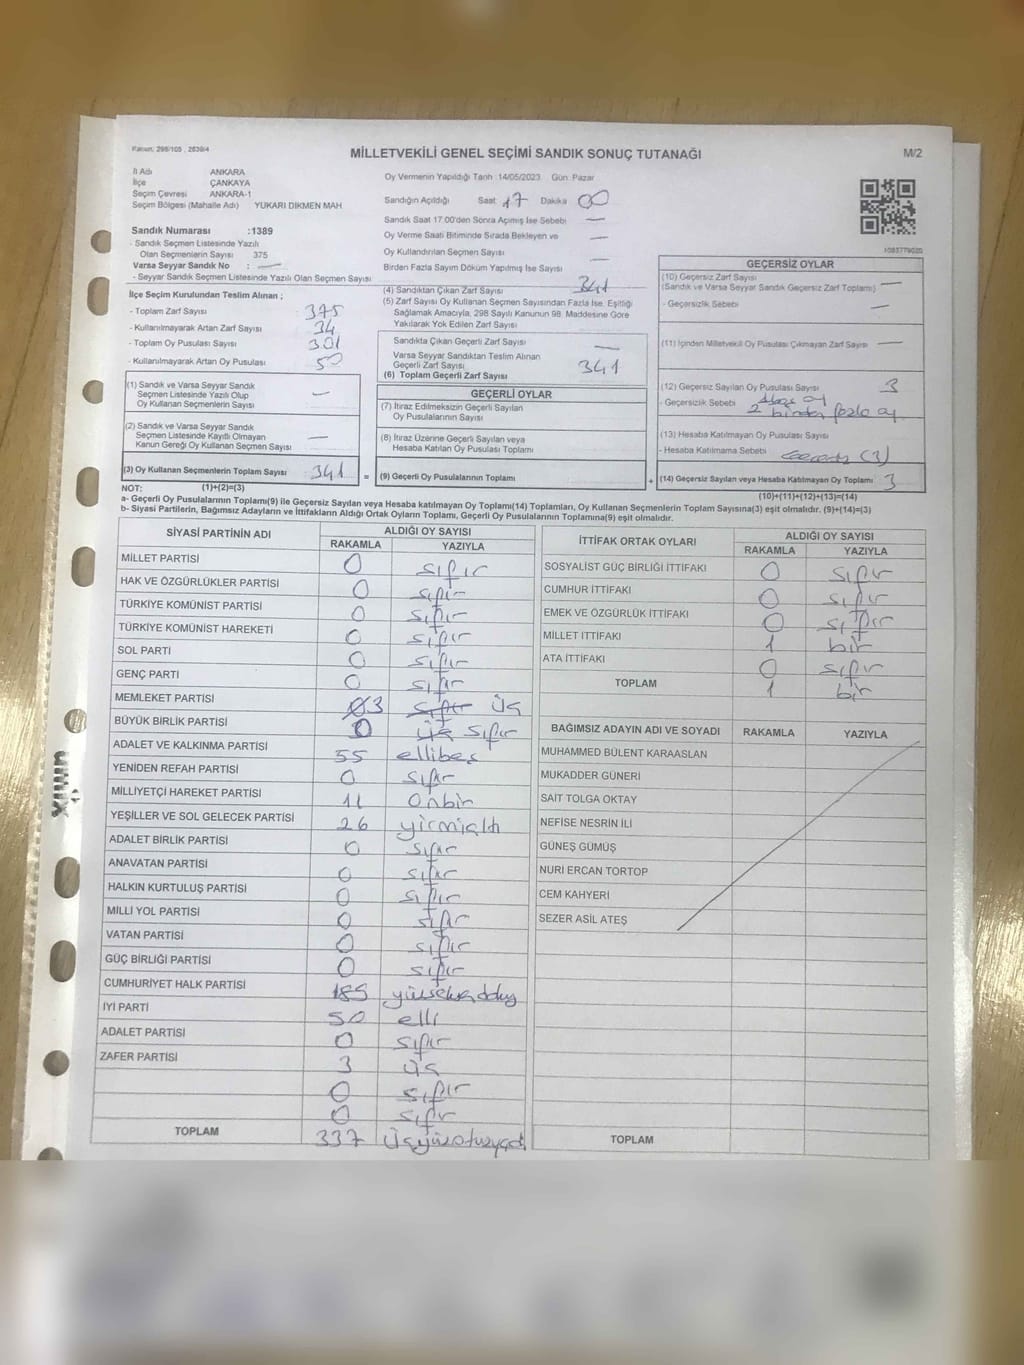 Kanun: 298/105 , 2839/4
MİLLETVEKİLİ GENEL SEÇİMİ SANDIK SONUÇ TUTANAĞI
M/2
İl Adı ANKARA
İlçe ÇANKAYA
Seçim Çevresi ANKARA-1
Seçim Bölgesi (Mahalle Adı) YUKARI DİKMEN MAH
Sandık Numarası :1389
- Sandık Seçmen Listesinde Yazılı
Olan Seçmenlerin Sayısı 375
Varsa Seyyar Sandık No : —
- Seyyar Sandık Seçmen Listesinde Yazılı Olan Seçmen Sayısı
İlçe Seçim Kurulundan Teslim Alınan ;
- Toplam Zarf Sayısı 375
- Kullanılmayarak Artan Zarf Sayısı 34
- Toplam Oy Pusulası Sayısı
- Kullanılmayarak Artan Oy Pusulası 50
(1) Sandık ve Varsa Seyyar Sandık
Seçmen Listesinde Yazılı Olup
Oy Kullanan Seçmenlerin Sayısı —
(2) Sandık ve Varsa Seyyar Sandık
Seçmen Listesinde Kayıtlı Olmayan
Kanun Gereği Oy Kullanan Seçmen Sayısı —
(3) Oy Kullanan Seçmenlerin Toplam Sayısı 341 =
Oy Vermenin Yapıldığı Tarih :14/05/2023 Gün: Pazar
Sandığın Açıldığı Saat 17 Dakika 00
Sandık Saat 17:00'den Sonra Açılmış İse Sebebi —
Oy Verme Saati Bitiminde Sırada Bekleyen ve
Oy Kullandırılan Seçmen Sayısı —
Birden Fazla Sayım Döküm Yapılmış İse Sayısı —
(4) Sandıktan Çıkan Zarf Sayısı 341
(5) Zarf Sayısı Oy Kullanan Seçmen Sayısından Fazla İse, Eşitliği
Sağlamak Amacıyla, 298 Sayılı Kanunun 98. Maddesine Göre
Yakılarak Yok Edilen Zarf Sayısı
Sandıkta Çıkan Geçerli Zarf Sayısı —
Varsa Seyyar Sandıktan Teslim Alınan
Geçerli Zarf Sayısı
(6) Toplam Geçerli Zarf Sayısı 341
GEÇERLİ OYLAR
(7) İtiraz Edilmeksizin Geçerli Sayılan
Oy Pusulalarının Sayısı
(8) İtiraz Üzerine Geçerli Sayılan veya
Hesaba Katılan Oy Pusulası Toplamı
(9) Geçerli Oy Pusulalarının Toplamı +
1083779020
GEÇERSİZ OYLAR
(10) Geçersiz Zarf Sayısı
(Sandık ve Varsa Seyyar Sandık Geçersiz Zarf Toplamı) —
- Geçersizlik Sebebi —
(11) İçinden Milletvekili Oy Pusulası Çıkmayan Zarf Sayısı —
(12) Geçersiz Sayılan Oy Pusulası Sayısı 3
- Geçersizlik Sebebi oy
2 birden fazla oy
(13) Hesaba Katılmayan Oy Pusulası Sayısı
- Hesaba Katılmama Sebebi (3)
(14) Geçersiz Sayılan veya Hesaba Katılmayan Oy Toplamı 3
NOT: (1)+(2)=(3)
(10)+(11)+(12)+(13)=(14)
a- Geçerli Oy Pusulalarının Toplamı(9) ile Geçersiz Sayılan veya Hesaba katılmayan Oy Toplamı(14) Toplamları, Oy Kullanan Seçmenlerin Toplam Sayısına(3) eşit olmalıdır. (9)+(14)=(3)
b- Siyasi Partilerin, Bağımsız Adayların ve İttifakların Aldığı Ortak Oyların Toplamı, Geçerli Oy Pusulalarının Toplamına(9) eşit olmalıdır.
SİYASİ PARTİNİN ADI ALDIĞI OY SAYISI
RAKAMLA YAZIYLA
MİLLET PARTİSİ 0 sıfır
HAK VE ÖZGÜRLÜKLER PARTİSİ 0 sıfır
TÜRKİYE KOMÜNİST PARTİSİ 0 sıfır
TÜRKİYE KOMÜNİST HAREKETİ 0 sıfır
SOL PARTİ 0 sıfır
GENÇ PARTİ 0 sıfır
MEMLEKET PARTİSİ 03 sıfır üç
BÜYÜK BİRLİK PARTİSİ 0 üç sıfır
ADALET VE KALKINMA PARTİSİ 55 ellibeş
YENİDEN REFAH PARTİSİ 0 sıfır
MİLLİYETÇİ HAREKET PARTİSİ 11 Onbir
YEŞİLLER VE SOL GELECEK PARTİSİ 26 yirmialtı
ADALET BİRLİK PARTİSİ 0 sıfır
ANAVATAN PARTİSİ 0 sıfır
HALKIN KURTULUŞ PARTİSİ 0 sıfır
MİLLİ YOL PARTİSİ 0 sıfır
VATAN PARTİSİ 0 sıfır
GÜÇ BİRLİĞİ PARTİSİ 0 sıfır
CUMHURİYET HALK PARTİSİ 189
İYİ PARTİ 50 elli
ADALET PARTİSİ 0 sıfır
ZAFER PARTİSİ 3 üç
0 sıfır
0 sıfır
TOPLAM 337 Üçyüzotuzyedi
İTTİFAK ORTAK OYLARI ALDIĞI OY SAYISI
RAKAMLA YAZIYLA
SOSYALİST GÜÇ BİRLİĞİ İTTİFAKI 0 sıfır
CUMHUR İTTİFAKI 0 sıfır
EMEK VE ÖZGÜRLÜK İTTİFAKI 0 sıfır
MİLLET İTTİFAKI 1 bir
ATA İTTİFAKI 0 sıfır
TOPLAM 1 bir
BAĞIMSIZ ADAYIN ADI VE SOYADI RAKAMLA YAZIYLA
MUHAMMED BÜLENT KARAASLAN
MUKADDER GÜNERİ
SAİT TOLGA OKTAY
NEFİSE NESRİN İLİ
GÜNEŞ GÜMÜŞ
NURİ ERCAN TORTOP
CEM KAHYERİ
SEZER ASİL ATEŞ
TOPLAM
umix